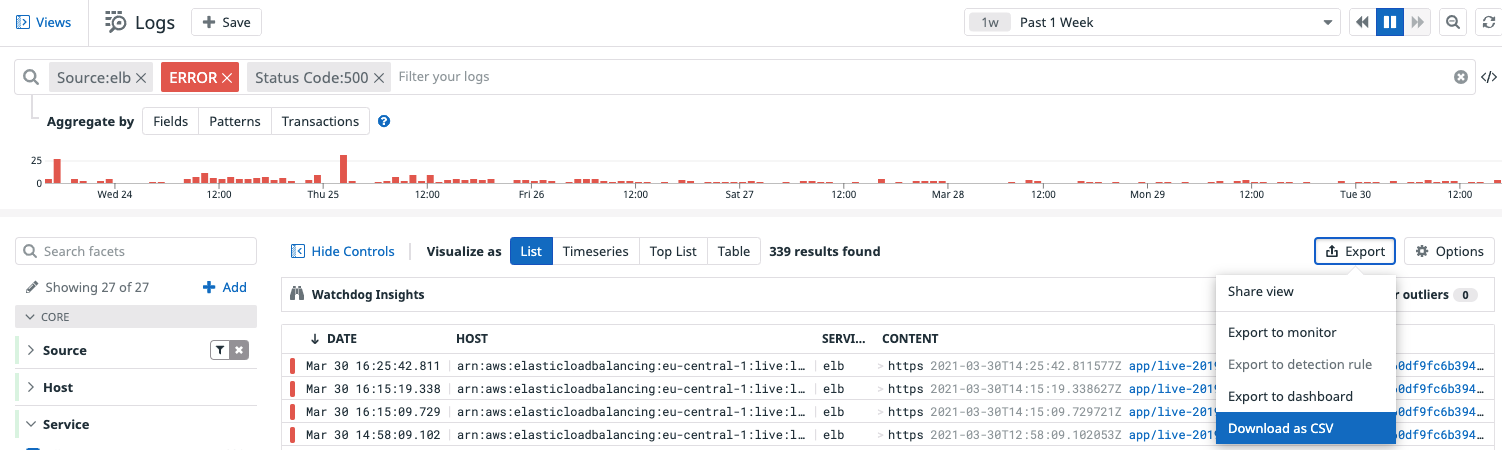 Views Logs + Save 1w Past 1 Week
Source:elb ERROR Status Code:500 Filter your logs </>
Aggregate by Fields Patterns Transactions ?
25
0
Wed 24 12:00 Thu 25 12:00 Fri 26 12:00 Sat 27 12:00 Mar 28 12:00 Mon 29 12:00 Tue 30 12:00
Search facets Hide Controls Visualize as List Timeseries Top List Table 339 results found Export Options
Showing 27 of 27 + Add
Watchdog Insights outliers 0
Share view
CORE
DATE HOST SERVI... CONTENT
Export to monitor
Source
Mar 30 16:25:42.811 arn:aws:elasticloadbalancing:eu-central-1:live:l... elb > https 2021-03-30T14:25:42.811577Z app/live-2019 60df9fc6b394...
Export to detection rule
Host
Mar 30 16:15:19.338 arn:aws:elasticloadbalancing:eu-central-1:live:l... elb > https 2021-03-30T14:15:19.338627Z app/live-2019 60df9fc6b394...
Export to dashboard
Mar 30 16:15:09.729 arn:aws:elasticloadbalancing:eu-central-1:live:l... elb > https 2021-03-30T14:15:09.729721Z app/live-2019 60df9fc6b394...
Service
Mar 30 14:58:09.102 arn:aws:elasticloadbalancing:eu-central-1:live:l... elb > https 2021-03-30T12:58:09.102053Z app/live-2019 60df9fc6b394...
Download as CSV